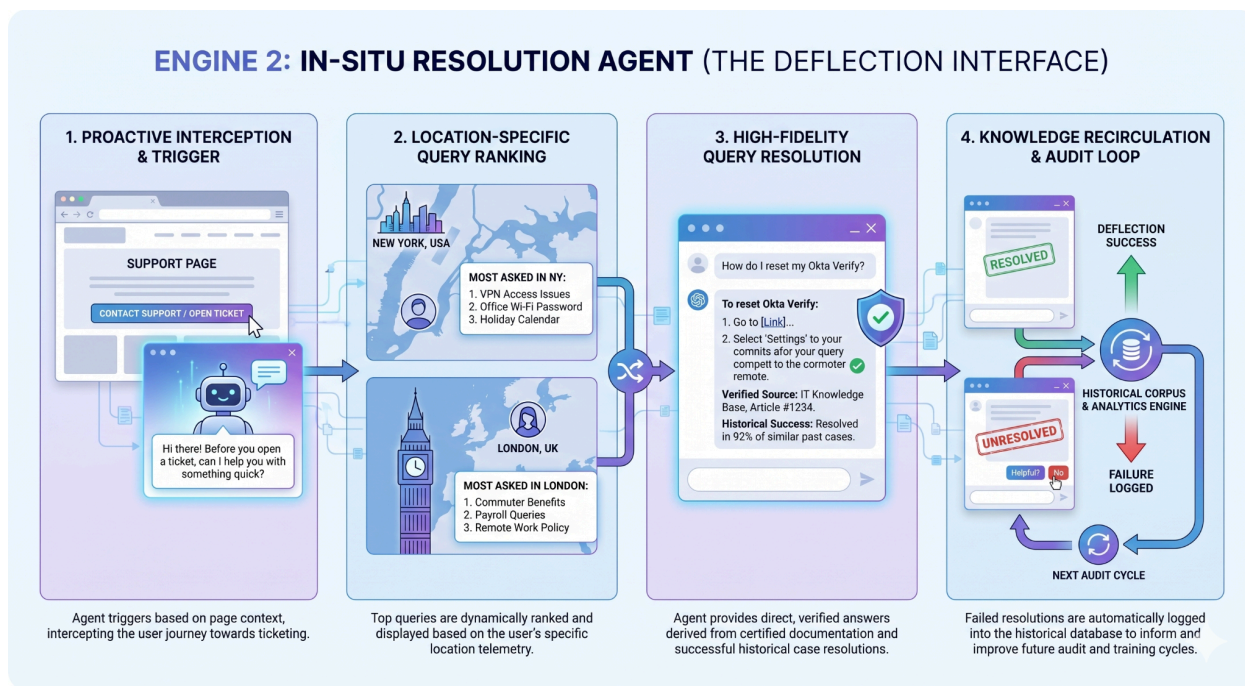 ENGINE 2: IN-SITU RESOLUTION AGENT (THE DEFLECTION INTERFACE)
1. PROACTIVE INTERCEPTION
& TRIGGER
SUPPORT PAGE
CONTACT SUPPORT / OPEN TICKET
Hi there! Before you open
a ticket, can I help you with
something quick?
Agent triggers based on page context,
intercepting the user journey towards ticketing.
2. LOCATION-SPECIFIC
QUERY RANKING
NEW YORK, USA
MOST ASKED IN NY:
1. VPN Access Issues
2. Office Wi-Fi Password
3. Holiday Calendar
LONDON, UK
MOST ASKED IN LONDON:
1. Commuter Benefits
2. Payroll Queries
3. Remote Work Policy
Top queries are dynamically ranked and
displayed based on the user's specific
location telemetry.
3. HIGH-FIDELITY
QUERY RESOLUTION
How do I reset my Okta Verify?
To reset Okta Verify:
1. Go to [Link]...
2. Select 'Settings' to your
comnits afor your query
compett to the cormoter
remote.
Verified Source: IT Knowledge
Base, Article #1234.
Historical Success: Resolved
in 92% of similar past cases.
Agent provides direct, verified answers
derived from certified documentation and
successful historical case resolutions.
4. KNOWLEDGE RECIRCULATION
& AUDIT LOOP
RESOLVED
DEFLECTION
SUCCESS
HISTORICAL CORPUS
& ANALYTICS ENGINE
UNRESOLVED
Helpful? No
FAILURE
LOGGED
NEXT AUDIT CYCLE
Failed resolutions are automatically logged
into the historical database to inform and
improve future audit and training cycles.